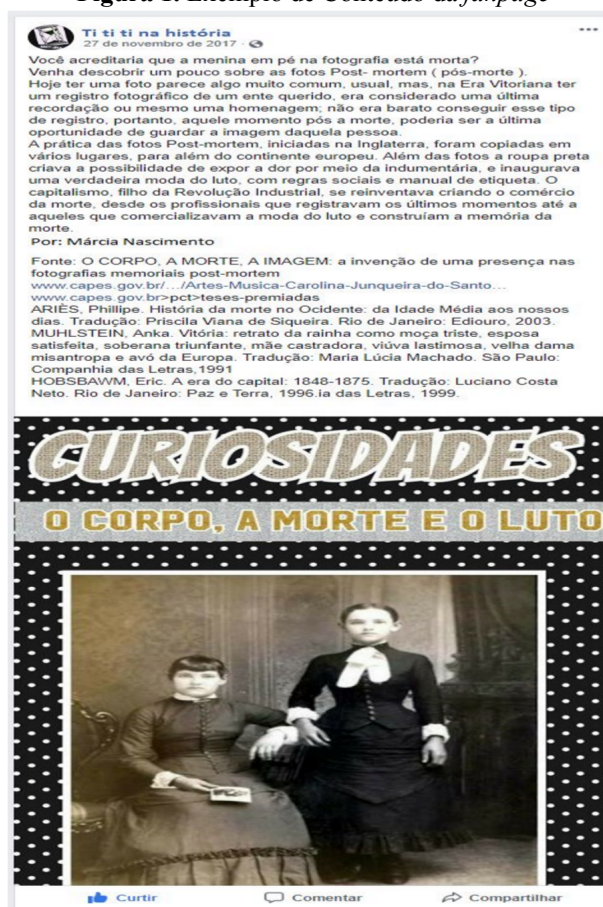 Figura 1. Exemplo de Conteúdo da fanpage
Ti ti ti na história
27 de novembro de 2017 ·
Você acreditaria que a menina em pé na fotografia está morta?
Venha descobrir um pouco sobre as fotos Post- mortem ( pós-morte ).
Hoje ter uma foto parece algo muito comum, usual, mas, na Era Vitoriana ter
um registro fotográfico de um ente querido, era considerado uma última
recordação ou mesmo uma homenagem; não era barato conseguir esse tipo
de registro, portanto, aquele momento pós a morte, poderia ser a última
oportunidade de guardar a imagem daquela pessoa.
A prática das fotos Post-mortem, iniciadas na Inglaterra, foram copiadas em
vários lugares, para além do continente europeu. Além das fotos a roupa preta
criava a possibilidade de expor a dor por meio da indumentária, e inaugurava
uma verdadeira moda do luto, com regras sociais e manual de etiqueta. O
capitalismo, filho da Revolução Industrial, se reinventava criando o comércio
da morte, desde os profissionais que registravam os últimos momentos até a
aqueles que comercializavam a moda do luto e construíam a memória da
morte.
Por: Márcia Nascimento
Fonte: O CORPO, A MORTE, A IMAGEM: a invenção de uma presença nas
fotografias memoriais post-mortem
www.capes.gov.br/.../Artes-Musica-Carolina-Junqueira-do-Santo...
www.capes.gov.br>pct>teses-premiadas
ARIÈS, Phillipe. História da morte no Ocidente: da Idade Média aos nossos
dias. Tradução: Priscila Viana de Siqueira. Rio de Janeiro: Ediouro, 2003.
MUHLSTEIN, Anka. Vitória: retrato da rainha como moça triste, esposa
satisfeita, soberana triunfante, mãe castradora, viúva lastimosa, velha dama
misantropa e avó da Europa. Tradução: Maria Lúcia Machado. São Paulo:
Companhia das Letras,1991
HOBSBAWM, Eric. A era do capital: 1848-1875. Tradução: Luciano Costa
Neto. Rio de Janeiro: Paz e Terra, 1996.ia das Letras, 1999.
CURIOSIDADES
O CORPO, A MORTE E O LUTO
Curtir Comentar Compartilhar